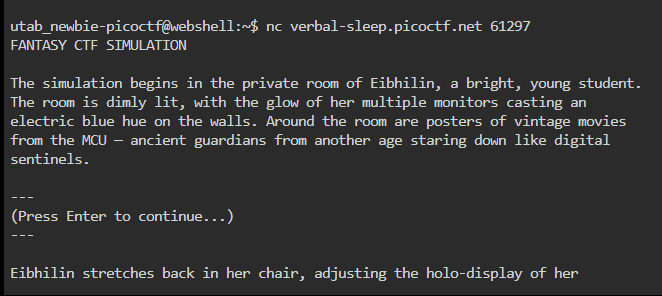 utab_newbie-picoctf@webshell:~$ nc verbal-sleep.picoctf.net 61297
FANTASY CTF SIMULATION
The simulation begins in the private room of Eibhilin, a bright, young student.
The room is dimly lit, with the glow of her multiple monitors casting an
electric blue hue on the walls. Around the room are posters of vintage movies
from the MCU — ancient guardians from another age staring down like digital
sentinels.
---
(Press Enter to continue...)
---
Eibhilin stretches back in her chair, adjusting the holo-display of her